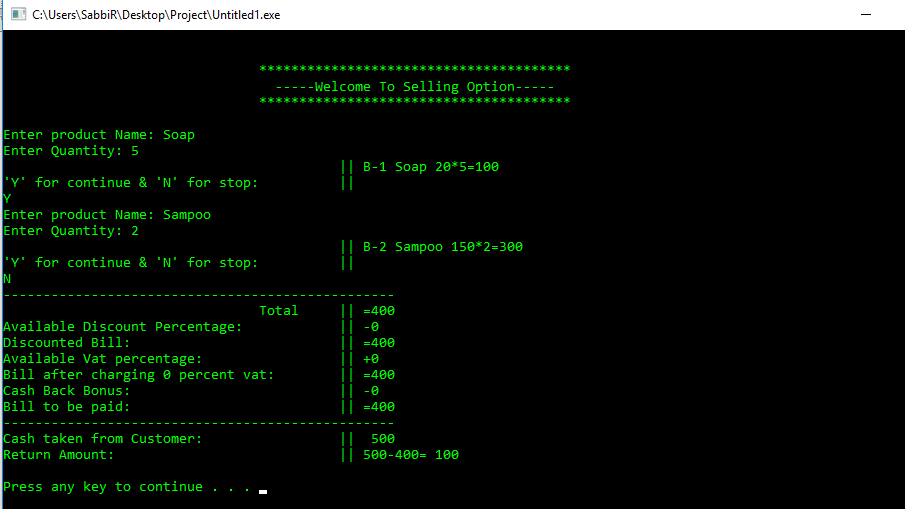 C:\Users\SabbiR\Desktop\Project\Untitled1.exe
***************************************
-----Welcome To Selling Option-----
***************************************
Enter product Name: Soap
Enter Quantity: 5
|| B-1 Soap 20*5=100
'Y' for continue & 'N' for stop: ||
Y
Enter product Name: Sampoo
Enter Quantity: 2
|| B-2 Sampoo 150*2=300
'Y' for continue & 'N' for stop: ||
N
-------------------------------------------------
Total || =400
Available Discount Percentage: || -0
Discounted Bill: || =400
Available Vat percentage: || +0
Bill after charging 0 percent vat: || =400
Cash Back Bonus: || -0
Bill to be paid: || =400
-------------------------------------------------
Cash taken from Customer: || 500
Return Amount: || 500-400= 100
Press any key to continue . . .